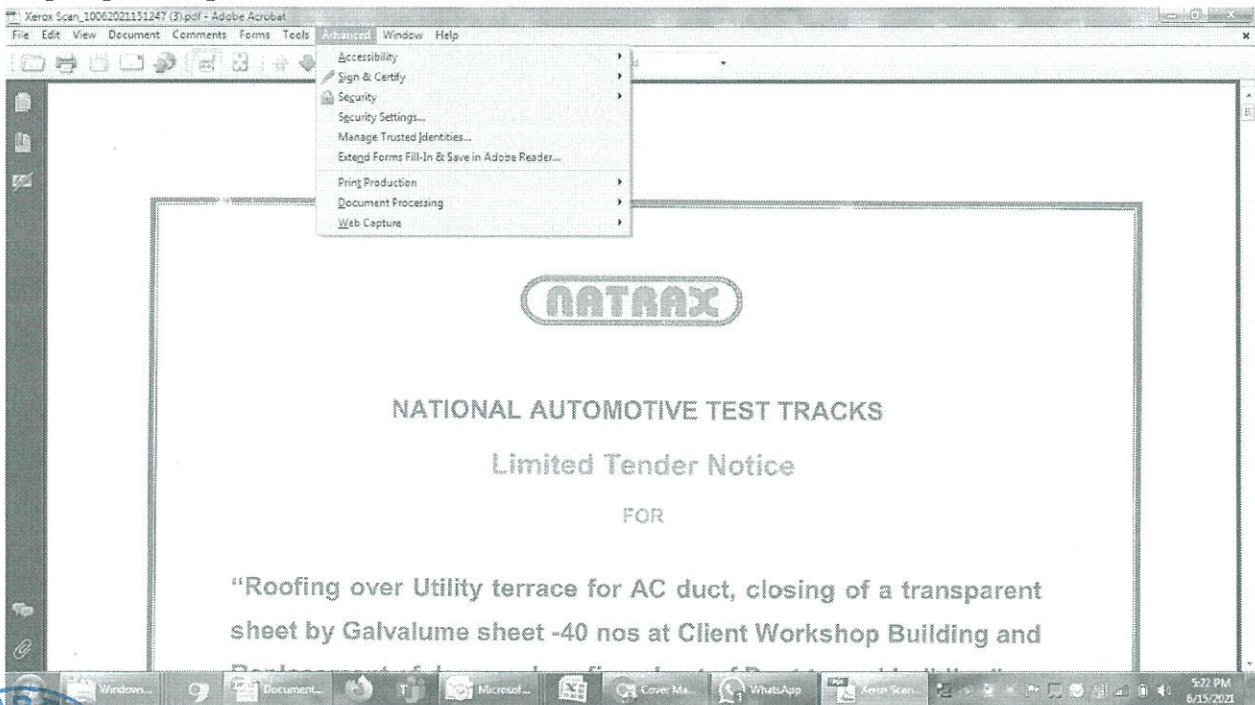 Xerox Scan_10062021151247 (3).pdf - Adobe Acrobat
File Edit View Document Comments Forms Tools Advanced Window Help
Accessibility
Sign & Certify
Security
Security Settings...
Manage Trusted Identities...
Extend Forms Fill-In & Save in Adobe Reader...
Print Production
Document Processing
Web Capture
NATRAX
NATIONAL AUTOMOTIVE TEST TRACKS
Limited Tender Notice
FOR
“Roofing over Utility terrace for AC duct, closing of a transparent
sheet by Galvalume sheet -40 nos at Client Workshop Building and
Windows... Document... Microsof... Cover Ma... WhatsApp Xerox Scan... 5:22 PM
6/15/2021